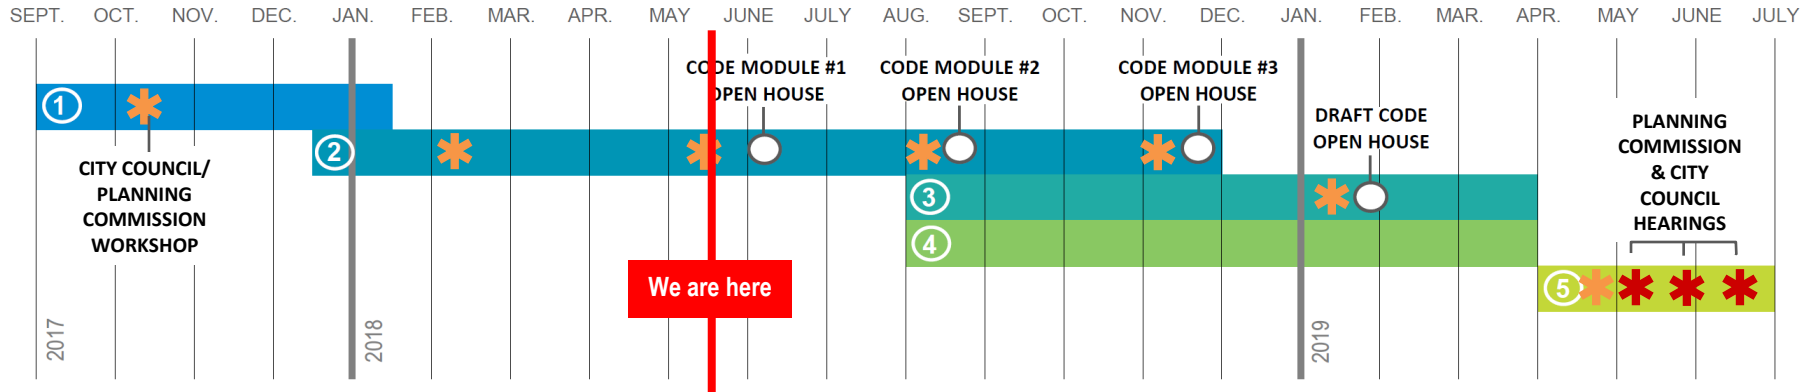 SEPT. OCT. NOV. DEC. JAN. FEB. MAR. APR. MAY JUNE JULY AUG. SEPT. OCT. NOV. DEC. JAN. FEB. MAR. APR. MAY JUNE JULY
CODE MODULE #1
OPEN HOUSE
CODE MODULE #2
OPEN HOUSE
CODE MODULE #3
OPEN HOUSE
DRAFT CODE
OPEN HOUSE
PLANNING
COMMISSION
& CITY
COUNCIL
HEARINGS
1
CITY COUNCIL/
PLANNING
COMMISSION
WORKSHOP
2
3
4
5
We are here
2017
2018
2019